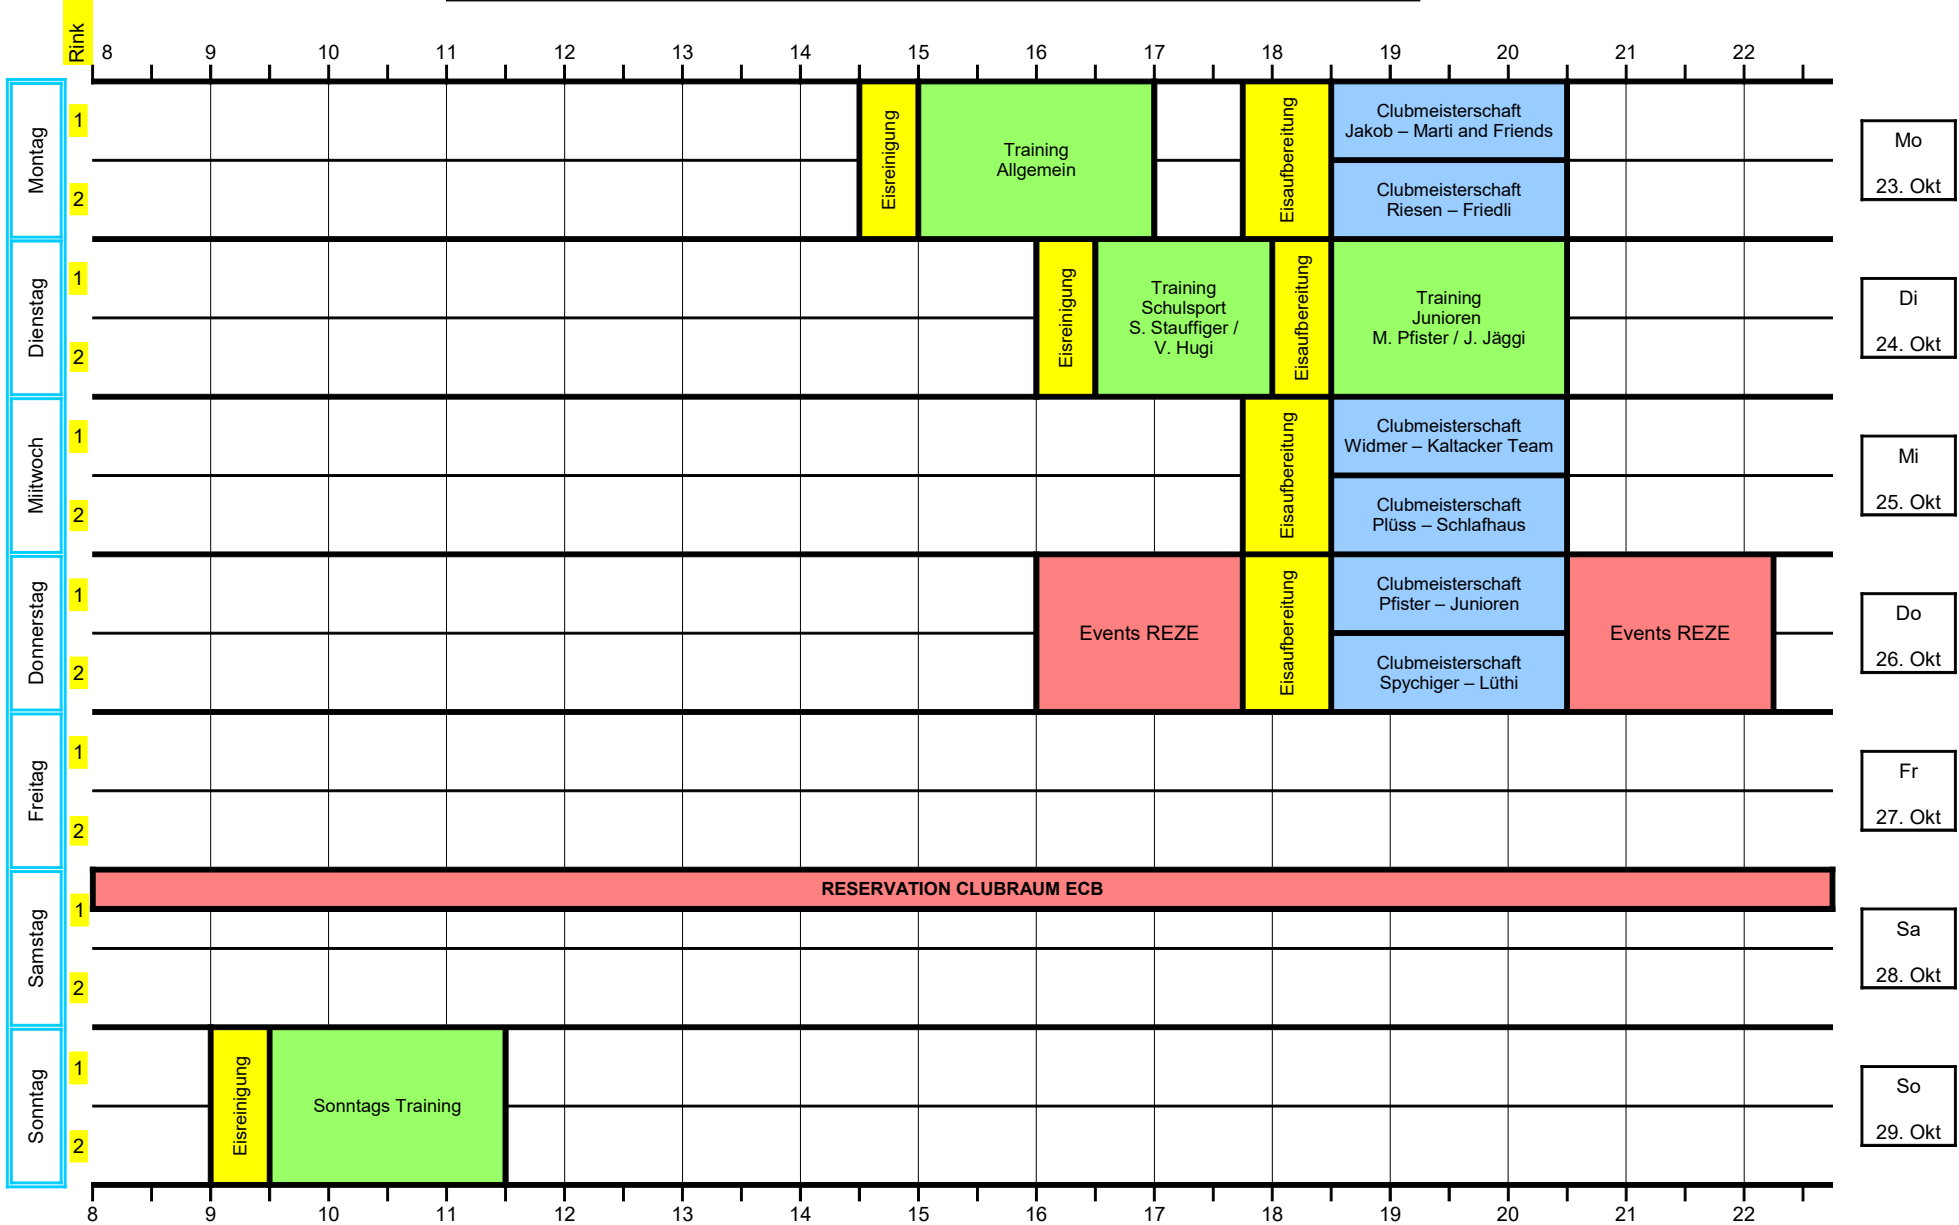 Rink
8 9 10 11 12 13 14 15 16 17 18 19 20 21 22
Montag
1
2
Eisreinigung
Training
Allgemein
Eisaufbereitung
Clubmeisterschaft
Jakob – Marti and Friends
Clubmeisterschaft
Riesen – Friedli
Mo
23. Okt
Dienstag
1
2
Eisreinigung
Training
Schulsport
S. Stauffiger /
V. Hugi
Eisaufbereitung
Training
Junioren
M. Pfister / J. Jäggi
Di
24. Okt
Miitwoch
1
2
Eisaufbereitung
Clubmeisterschaft
Widmer – Kaltacker Team
Clubmeisterschaft
Plüss – Schlafhaus
Mi
25. Okt
Donnerstag
1
2
Events REZE
Eisaufbereitung
Clubmeisterschaft
Pfister – Junioren
Clubmeisterschaft
Spychiger – Lüthi
Events REZE
Do
26. Okt
Freitag
1
2
Fr
27. Okt
Samstag
1
2
RESERVATION CLUBRAUM ECB
Sa
28. Okt
Sonntag
1
2
Eisreinigung
Sonntags Training
So
29. Okt
8 9 10 11 12 13 14 15 16 17 18 19 20 21 22